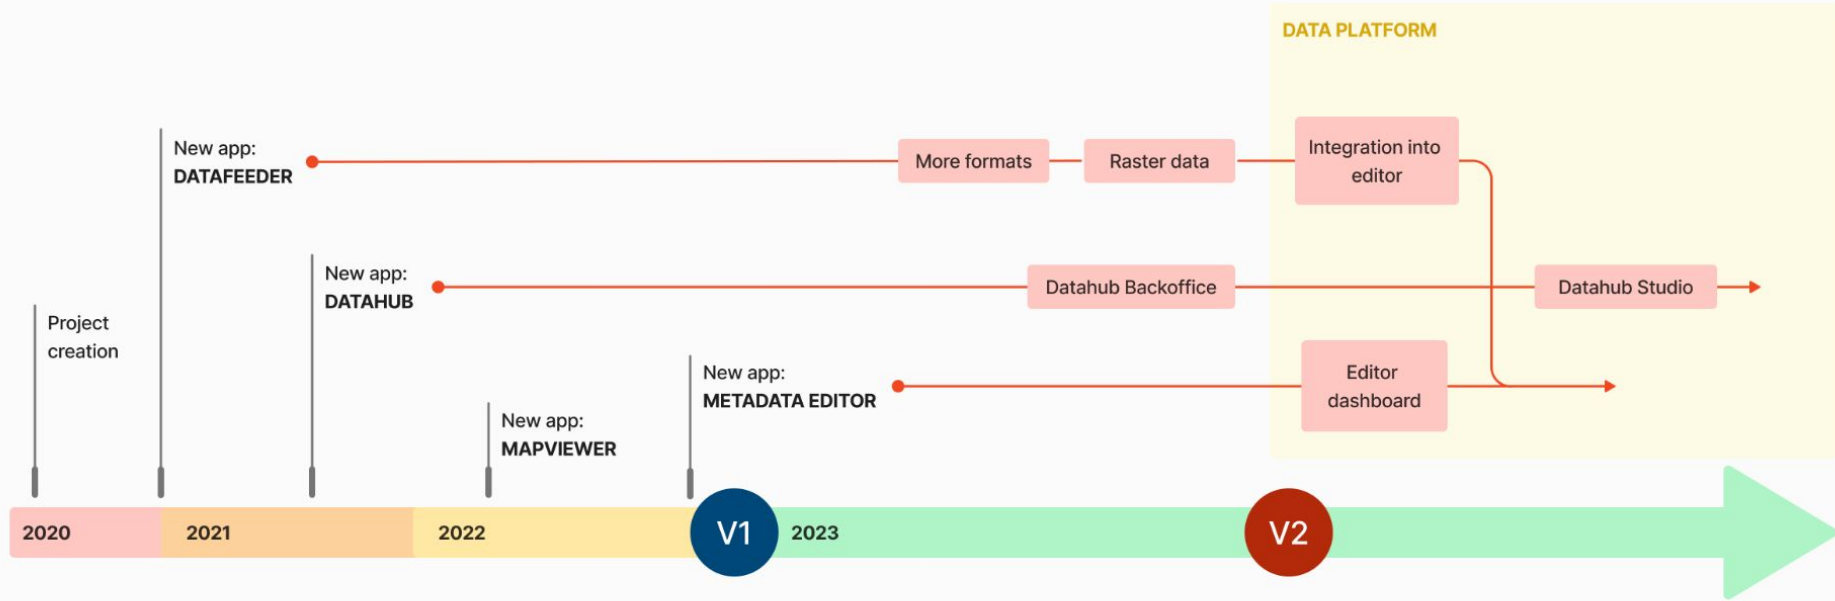 DATA PLATFORM
New app:
DATAFEEDER
More formats
Raster data
Integration into
editor
New app:
DATAHUB
Datahub Backoffice
Datahub Studio
Project
creation
New app:
METADATA EDITOR
Editor
dashboard
New app:
MAPVIEWER
2020
2021
2022
V1
2023
V2